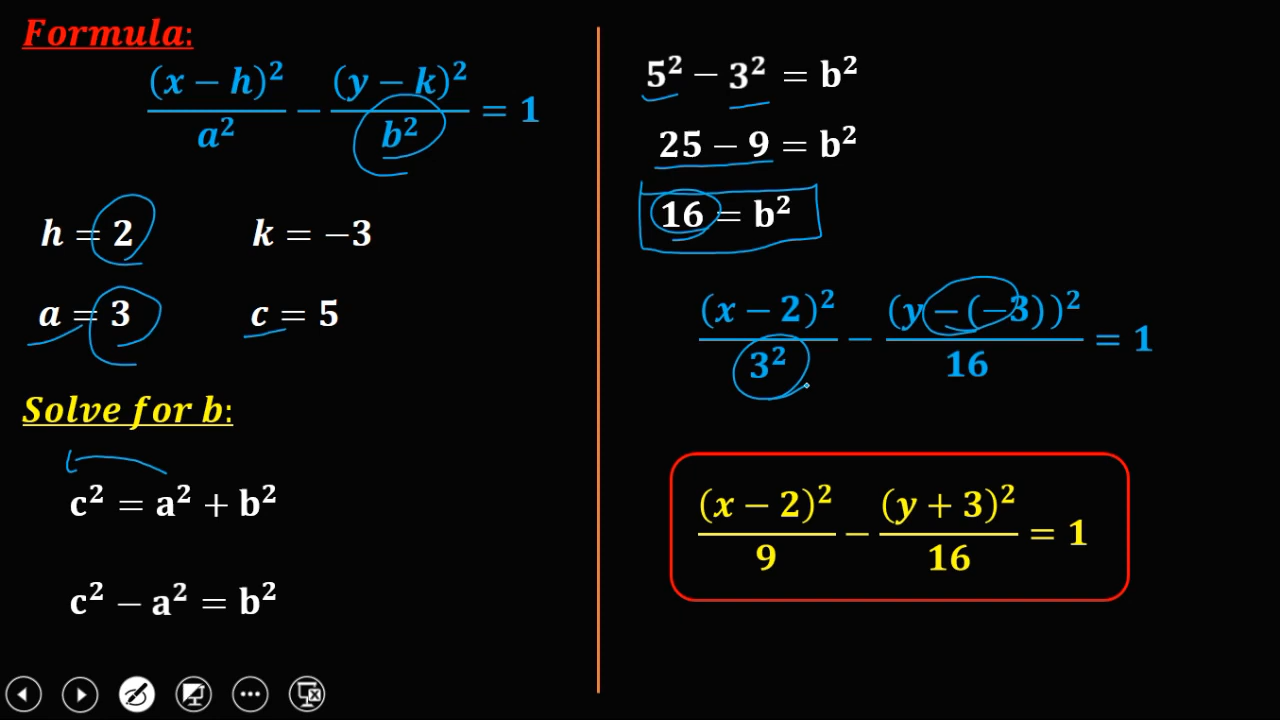 Formula:
(x − h)² / a² − (y − k)² / b² = 1
h = 2 k = −3
a = 3 c = 5
Solve for b:
c² = a² + b²
c² − a² = b²
5² − 3² = b²
25 − 9 = b²
16 = b²
(x − 2)² / 3² − (y − (−3))² / 16 = 1
(x − 2)² / 9 − (y + 3)² / 16 = 1